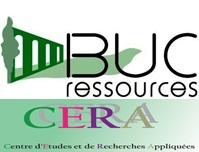 BUC
ressources
CERA
Centre d'Etudes et de Recherches Appliquées